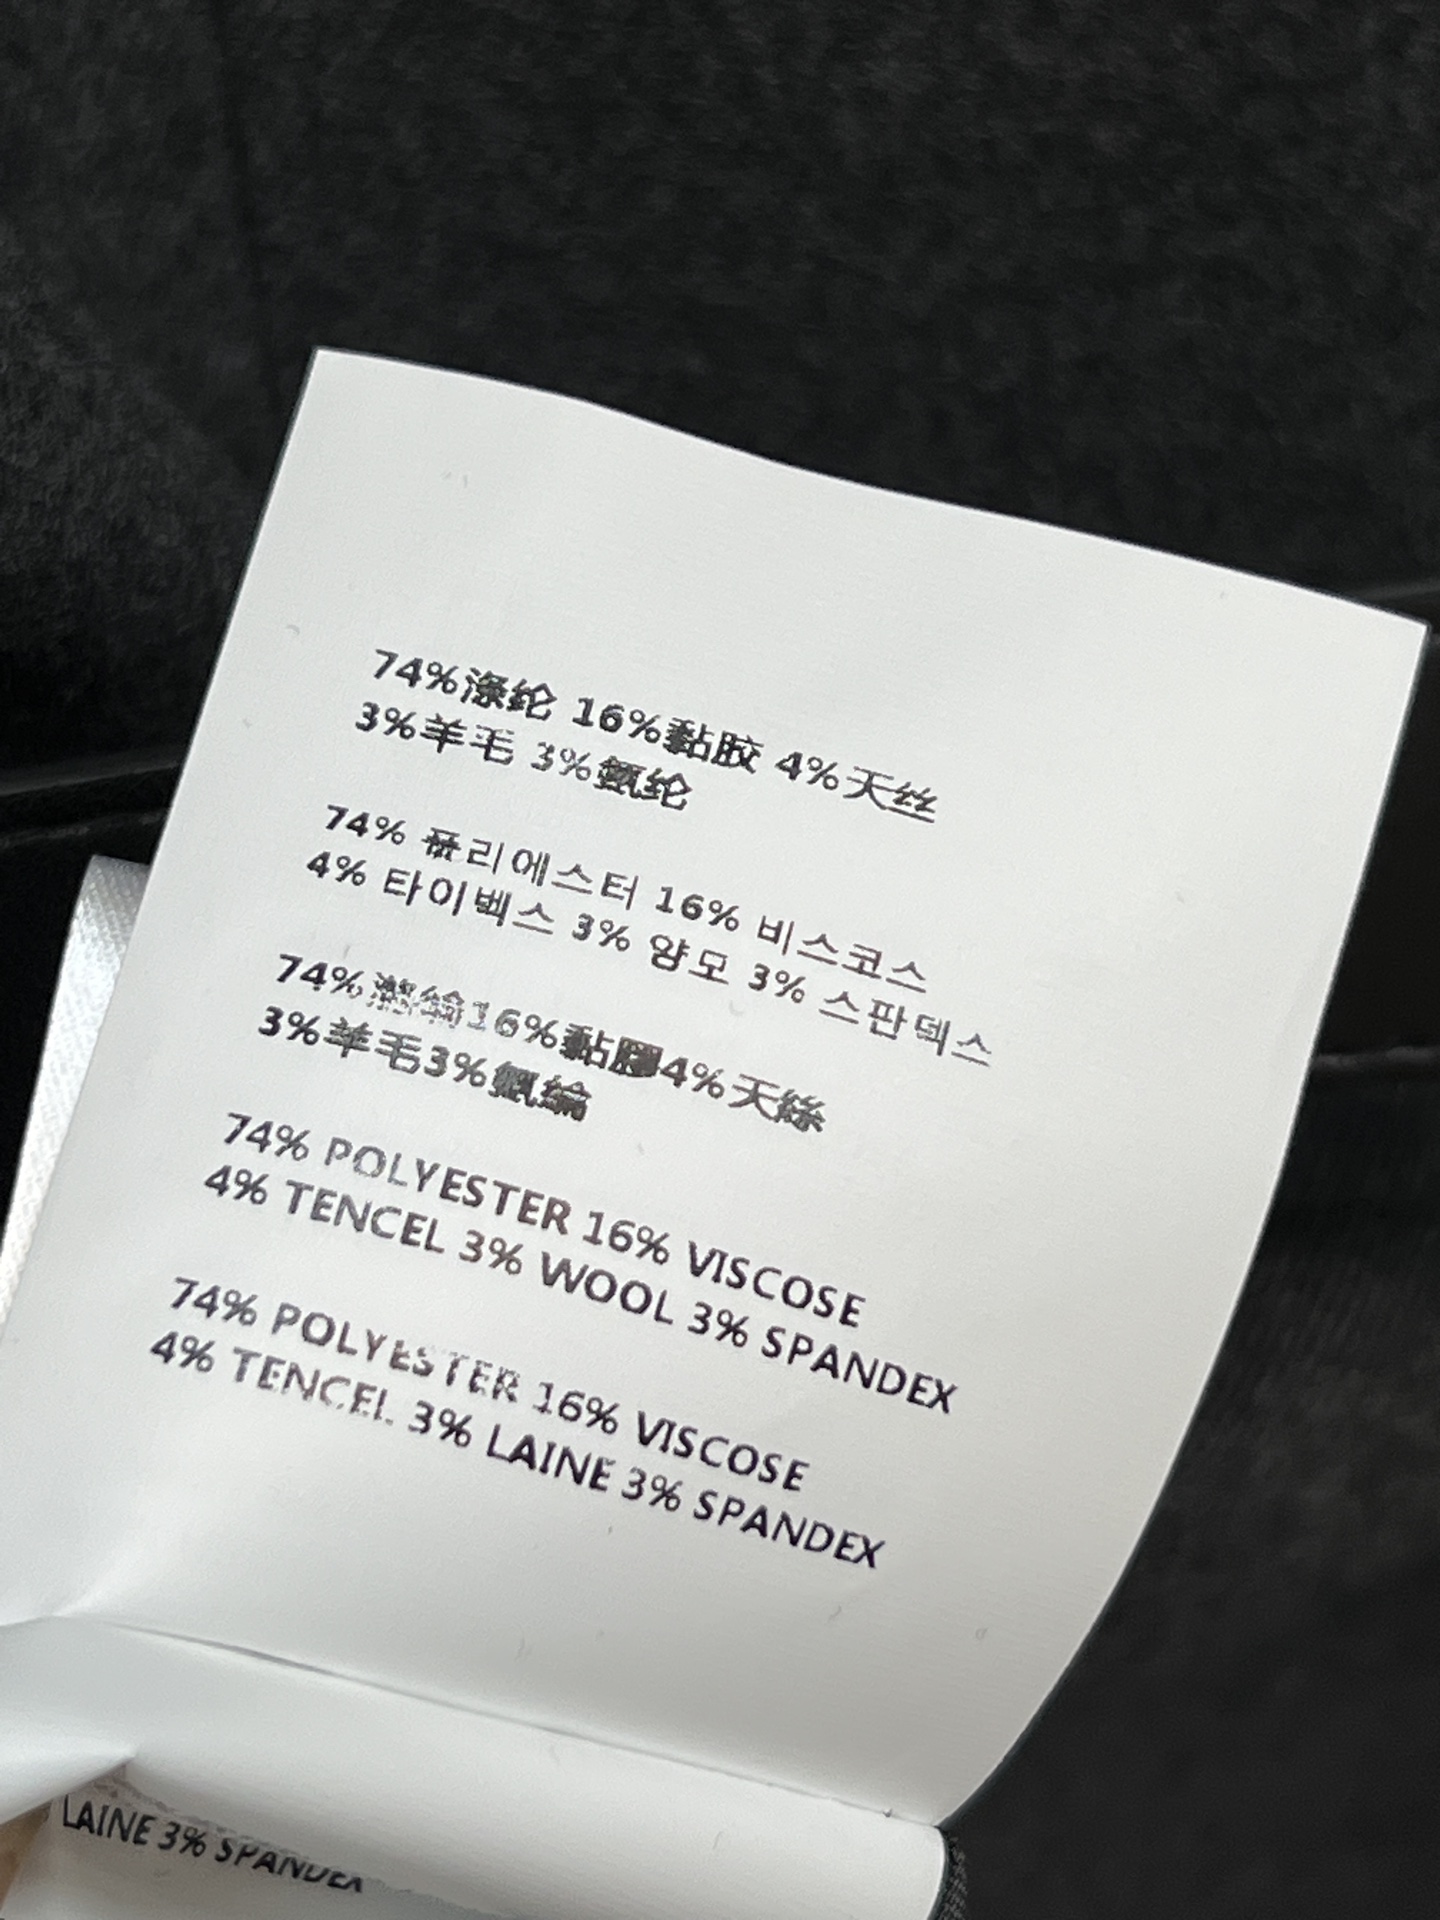 74%涤纶 16%黏胶 4%天丝
3%羊毛 3%氨纶
74% 폴리에스터 16% 비스코스
4% 타이벡스 3% 양모 3% 스판덱스
74%滌綸16%黏膠4%天絲
3%羊毛3%氨綸
74% POLYESTER 16% VISCOSE
4% TENCEL 3% WOOL 3% SPANDEX
74% POLYESTER 16% VISCOSE
4% TENCEL 3% LAINE 3% SPANDEX
LAINE 3% SPANDEX